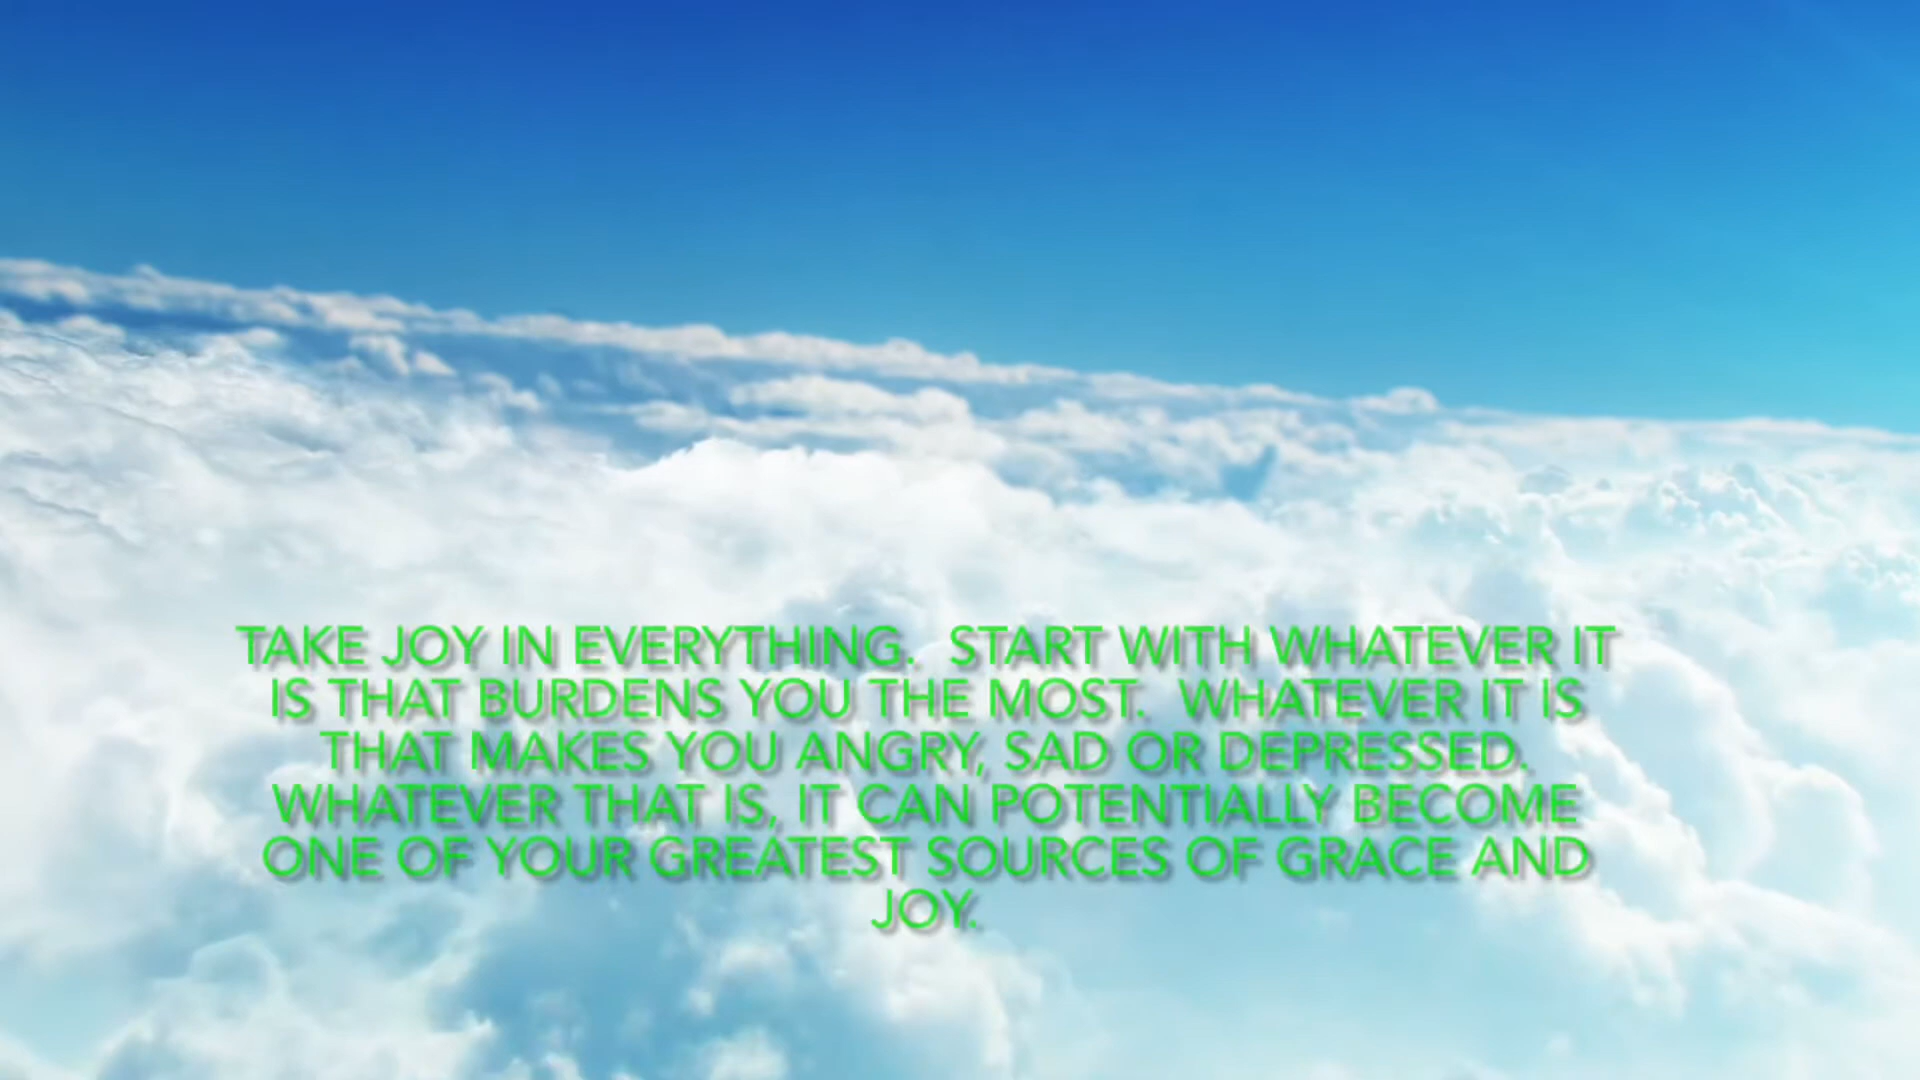 TAKE JOY IN EVERYTHING.  START WITH WHATEVER IT
IS THAT BURDENS YOU THE MOST.  WHATEVER IT IS
THAT MAKES YOU ANGRY, SAD OR DEPRESSED.
WHATEVER THAT IS, IT CAN POTENTIALLY BECOME
ONE OF YOUR GREATEST SOURCES OF GRACE AND
JOY.